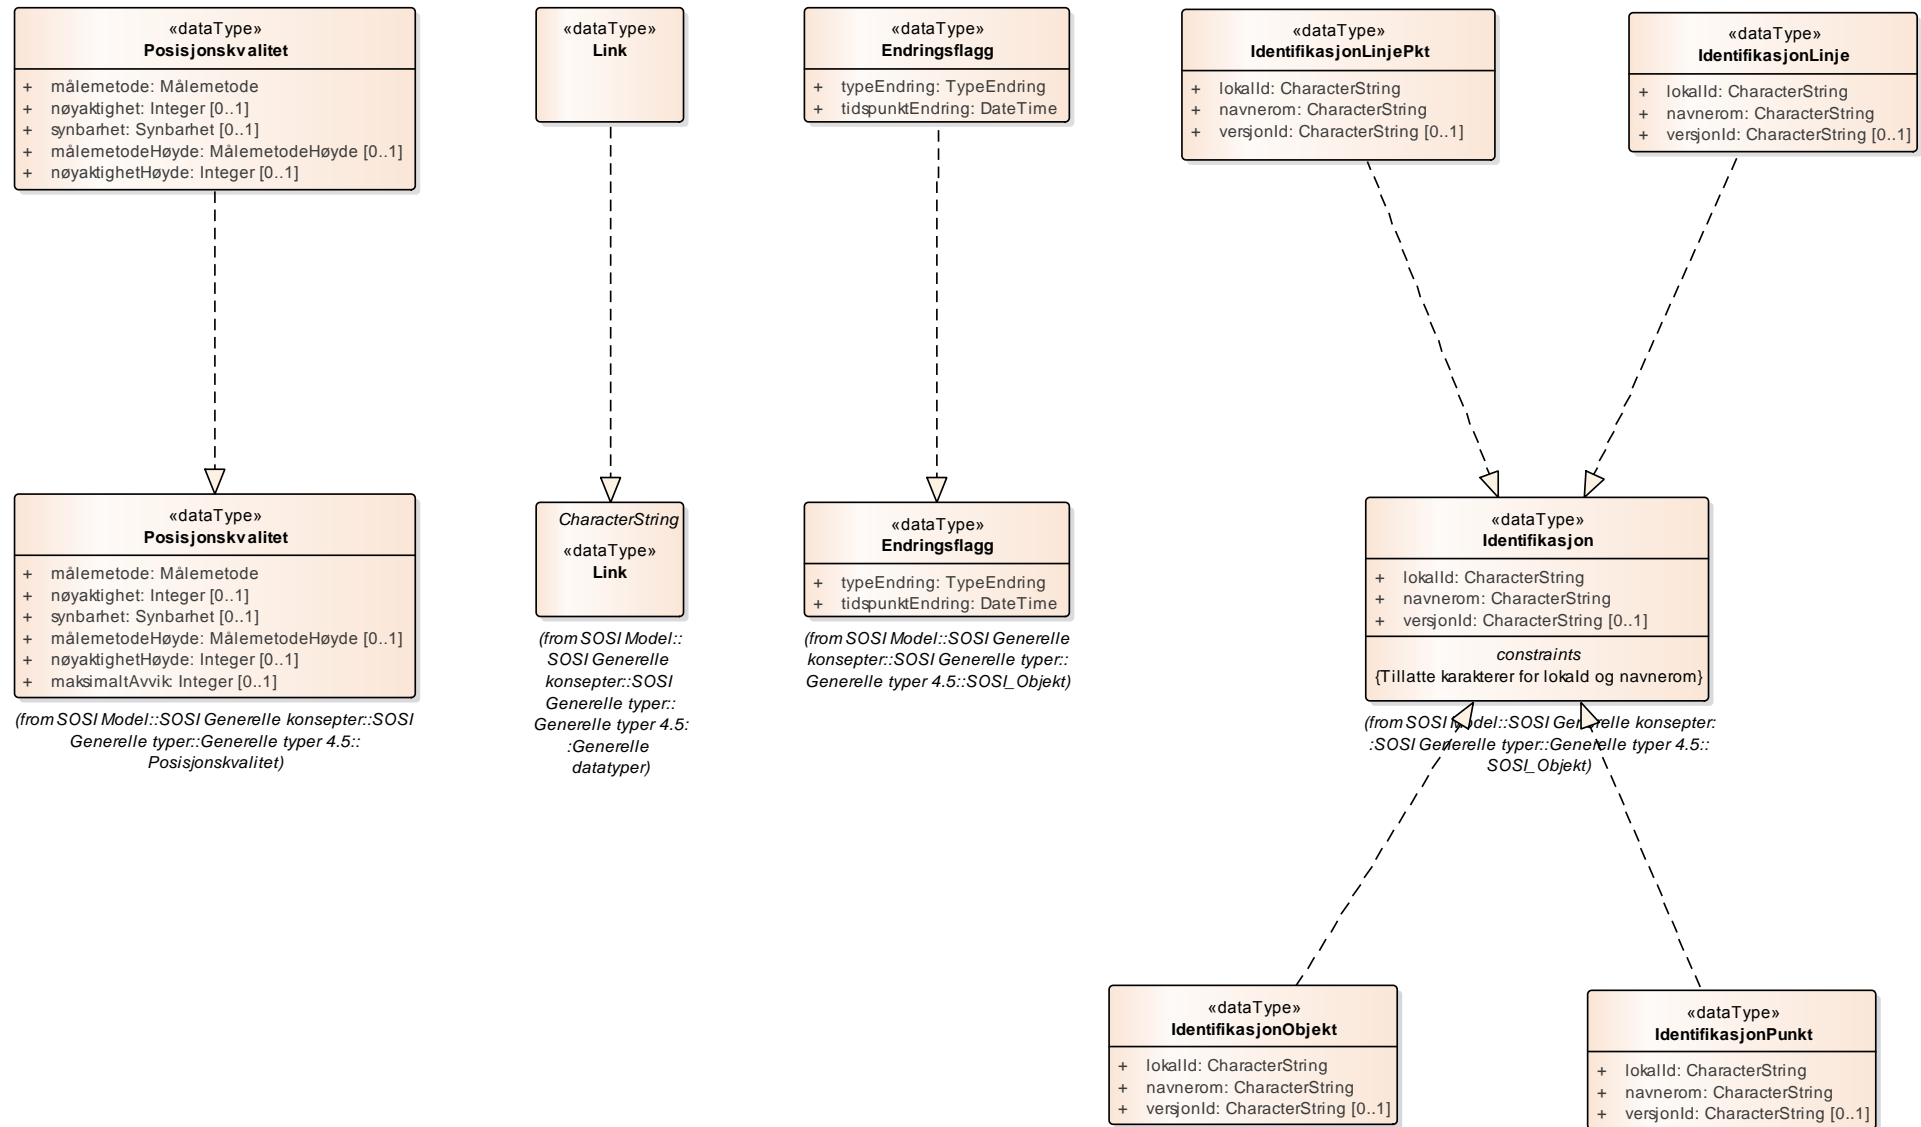 «dataType»
Posisjonskvalitet
+ målemetode: Målemetode
+ nøyaktighet: Integer [0..1]
+ synbarhet: Synbarhet [0..1]
+ målemetodeHøyde: MålemetodeHøyde [0..1]
+ nøyaktighetHøyde: Integer [0..1]
«dataType»
Link
«dataType»
Endringsflagg
+ typeEndring: TypeEndring
+ tidspunktEndring: DateTime
«dataType»
IdentifikasjonLinjePkt
+ lokalId: CharacterString
+ navnerom: CharacterString
+ versjonId: CharacterString [0..1]
«dataType»
IdentifikasjonLinje
+ lokalId: CharacterString
+ navnerom: CharacterString
+ versjonId: CharacterString [0..1]
«dataType»
Posisjonskvalitet
+ målemetode: Målemetode
+ nøyaktighet: Integer [0..1]
+ synbarhet: Synbarhet [0..1]
+ målemetodeHøyde: MålemetodeHøyde [0..1]
+ nøyaktighetHøyde: Integer [0..1]
+ maksimaltAvvik: Integer [0..1]
(from SOSI Model::SOSI Generelle konsepter::SOSI
Generelle typer::Generelle typer 4.5::
Posisjonskvalitet)
CharacterString
«dataType»
Link
(from SOSI Model::
SOSI Generelle
konsepter::SOSI
Generelle typer::
Generelle typer 4.5:
:Generelle
datatyper)
«dataType»
Endringsflagg
+ typeEndring: TypeEndring
+ tidspunktEndring: DateTime
(from SOSI Model::SOSI Generelle
konsepter::SOSI Generelle typer::
Generelle typer 4.5::SOSI_Objekt)
«dataType»
Identifikasjon
+ lokalId: CharacterString
+ navnerom: CharacterString
+ versjonId: CharacterString [0..1]
constraints
{Tillatte karakterer for lokaId og navnerom}
(from SOSI Model::SOSI Generelle konsepter:
:SOSI Generelle typer::Generelle typer 4.5::
SOSI_Objekt)
«dataType»
IdentifikasjonObjekt
+ lokalId: CharacterString
+ navnerom: CharacterString
+ versjonId: CharacterString [0..1]
«dataType»
IdentifikasjonPunkt
+ lokalId: CharacterString
+ navnerom: CharacterString
+ versjonId: CharacterString [0..1]